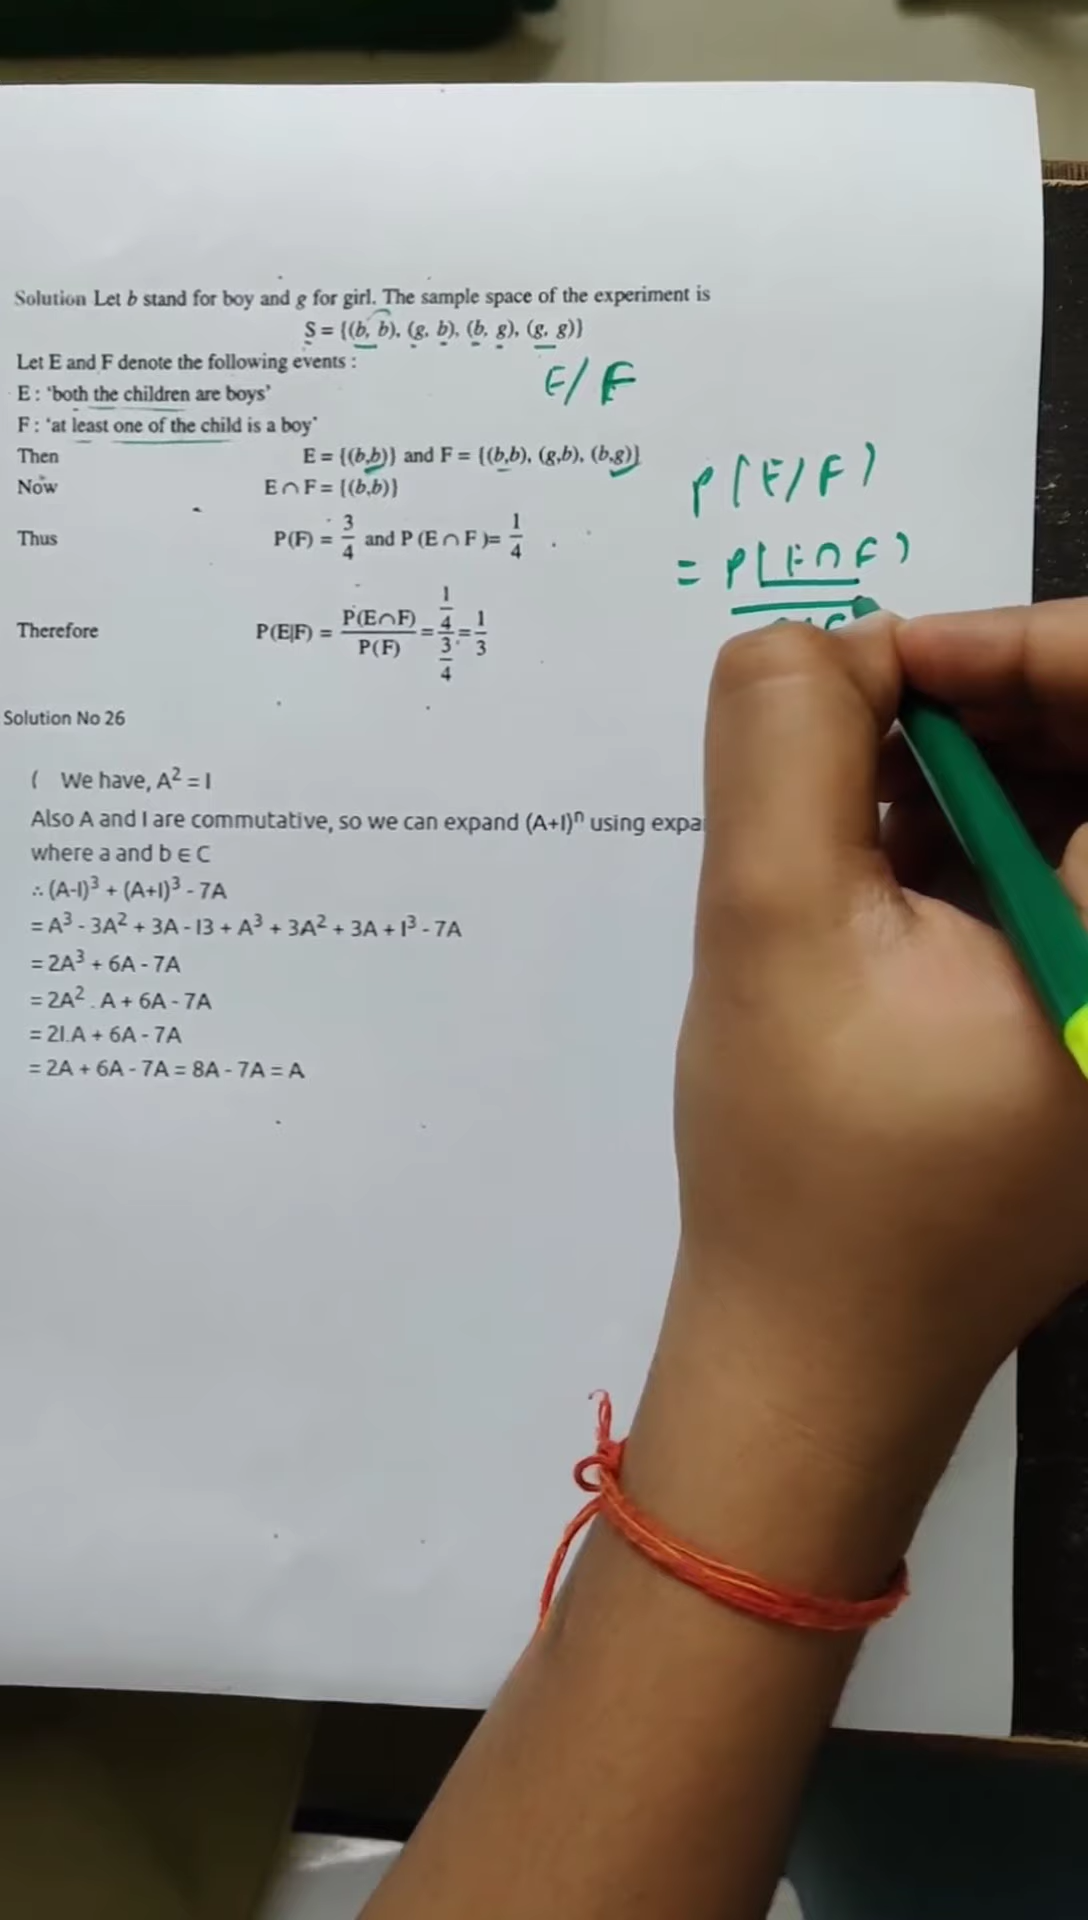 Solution Let b stand for boy and g for girl. The sample space of the experiment is
S = {(b, b), (g, b), (b, g), (g, g)}
Let E and F denote the following events :
E / F
E : ‘both the children are boys’
F : ‘at least one of the child is a boy’
Then E = {(b,b)} and F = {(b,b), (g,b), (b,g)}
Now E ∩ F = {(b,b)}
P(E/F)
Thus P(F) = 3/4 and P (E ∩ F )= 1/4 .
= P(E∩F)
Therefore P(E|F) = P(E∩F)/P(F) = (1/4)/(3/4) = 1/3
Solution No 26
( We have, A² = I
Also A and I are commutative, so we can expand (A+I)ⁿ using
where a and b ∈ C
∴ (A-I)³ + (A+I)³ - 7A
= A³ - 3A² + 3A - I3 + A³ + 3A² + 3A + I³ - 7A
= 2A³ + 6A - 7A
= 2A² . A + 6A - 7A
= 2I.A + 6A - 7A
= 2A + 6A - 7A = 8A - 7A = A